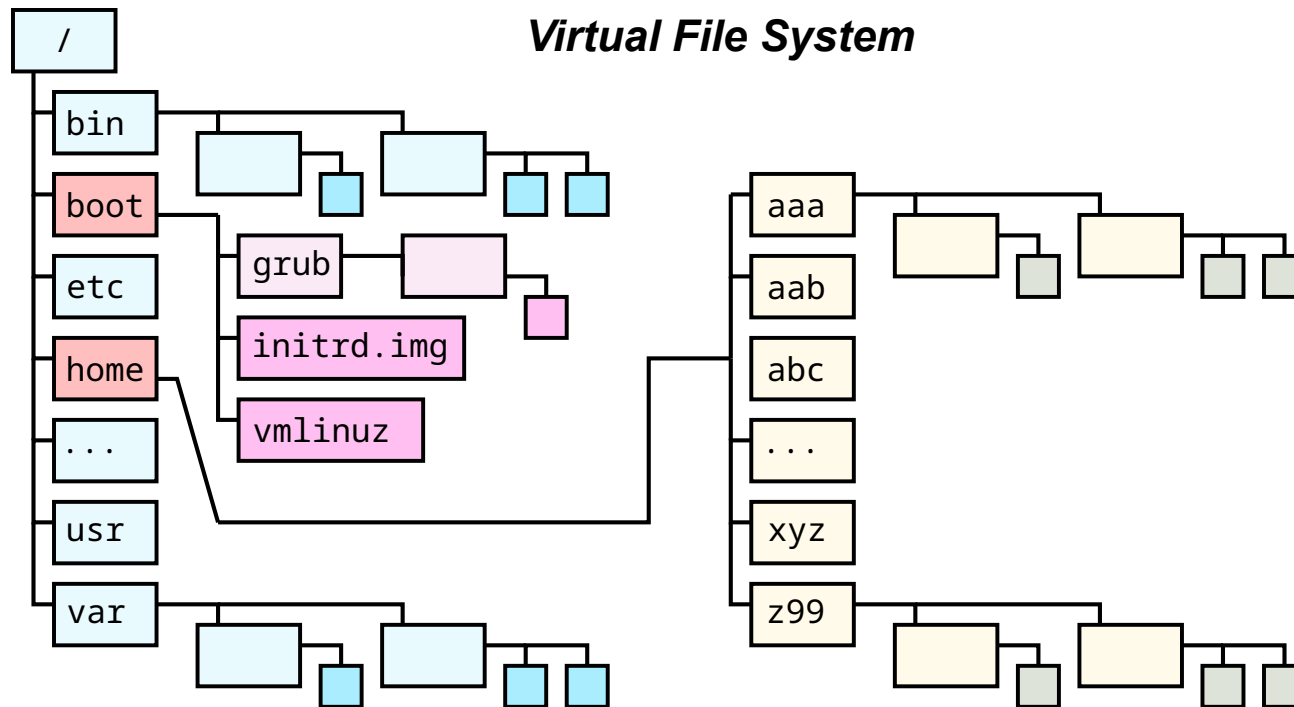 Virtual File System
/
bin
boot
etc
home
...
usr
var
grub
initrd.img
vmlinuz
aaa
aab
abc
...
xyz
z99